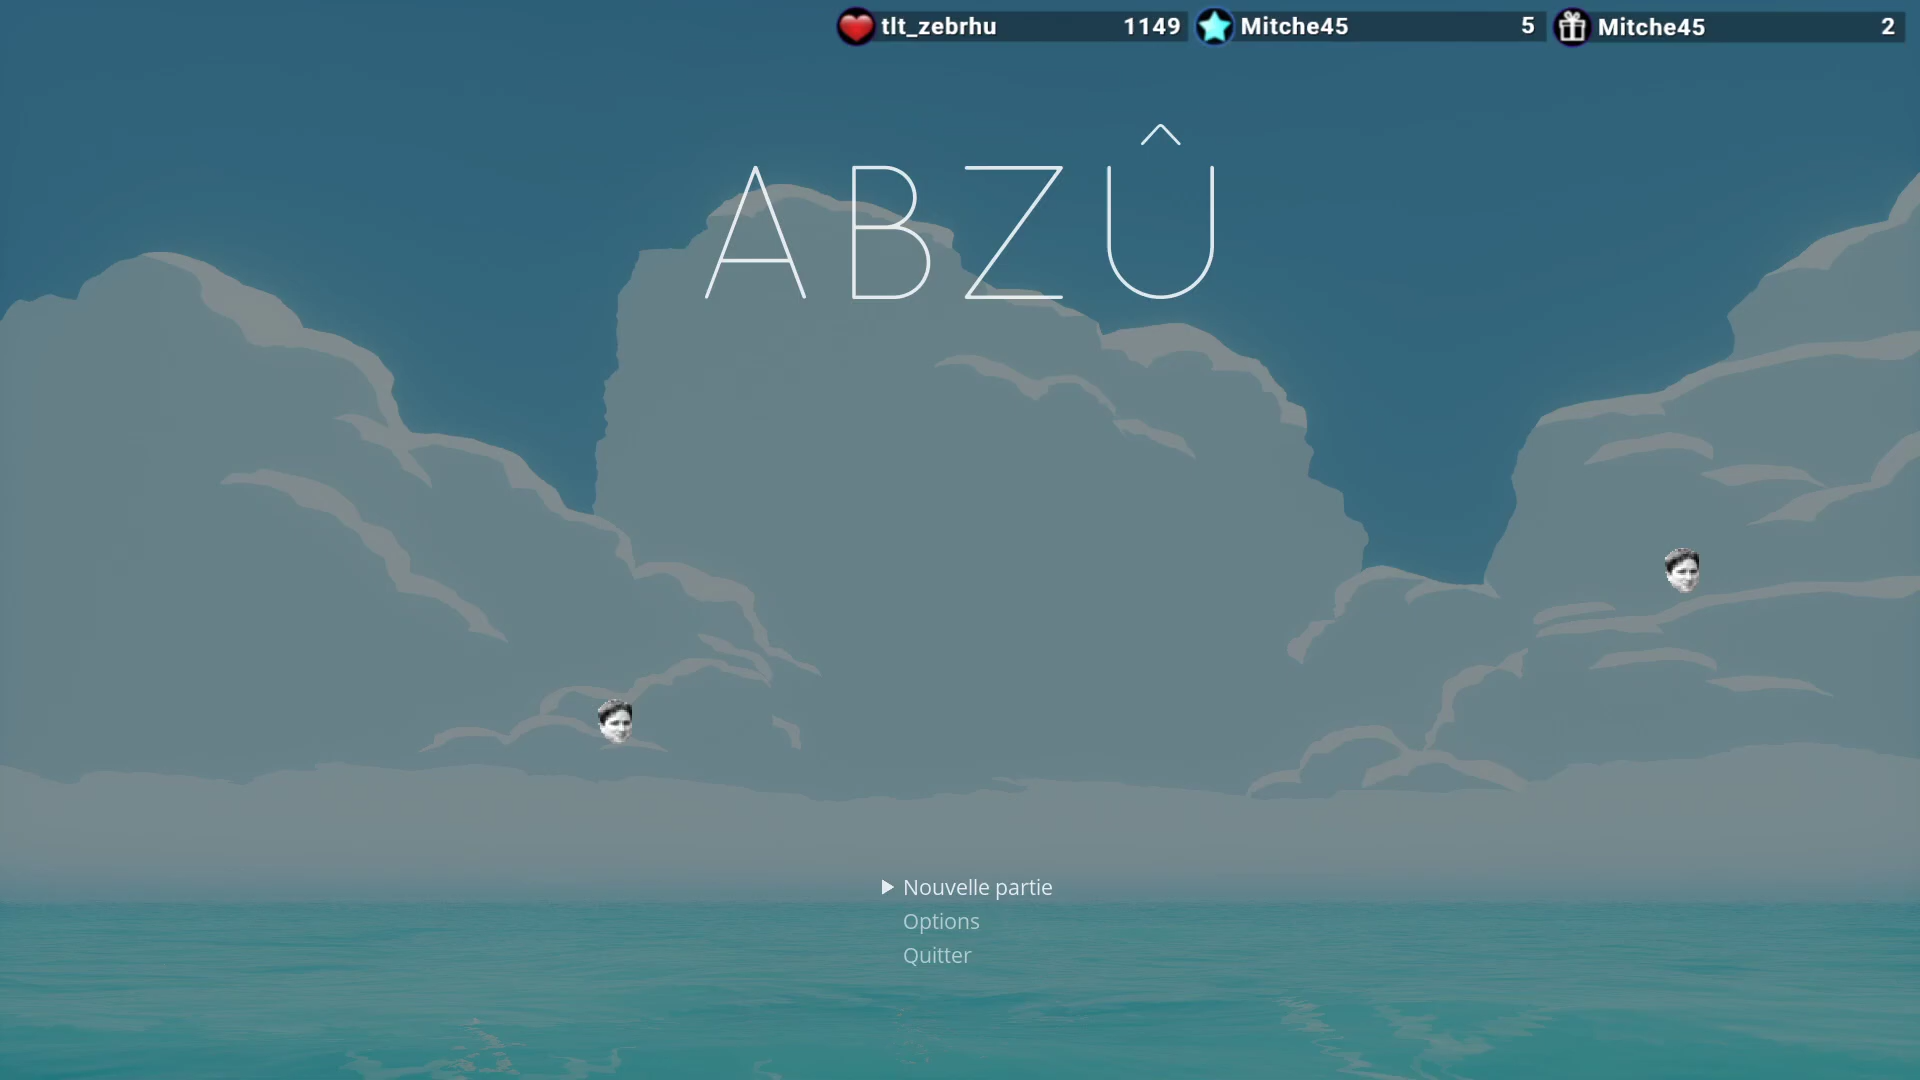 tlt_zebrhu 1149 Mitche45 5 Mitche45 2
ABZÛ
Nouvelle partie
Options
Quitter